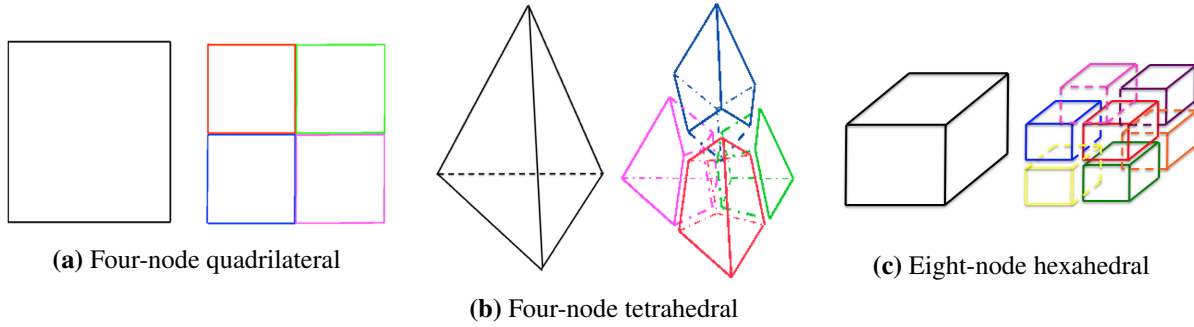 (a) Four-node quadrilateral
(b) Four-node tetrahedral
(c) Eight-node hexahedral